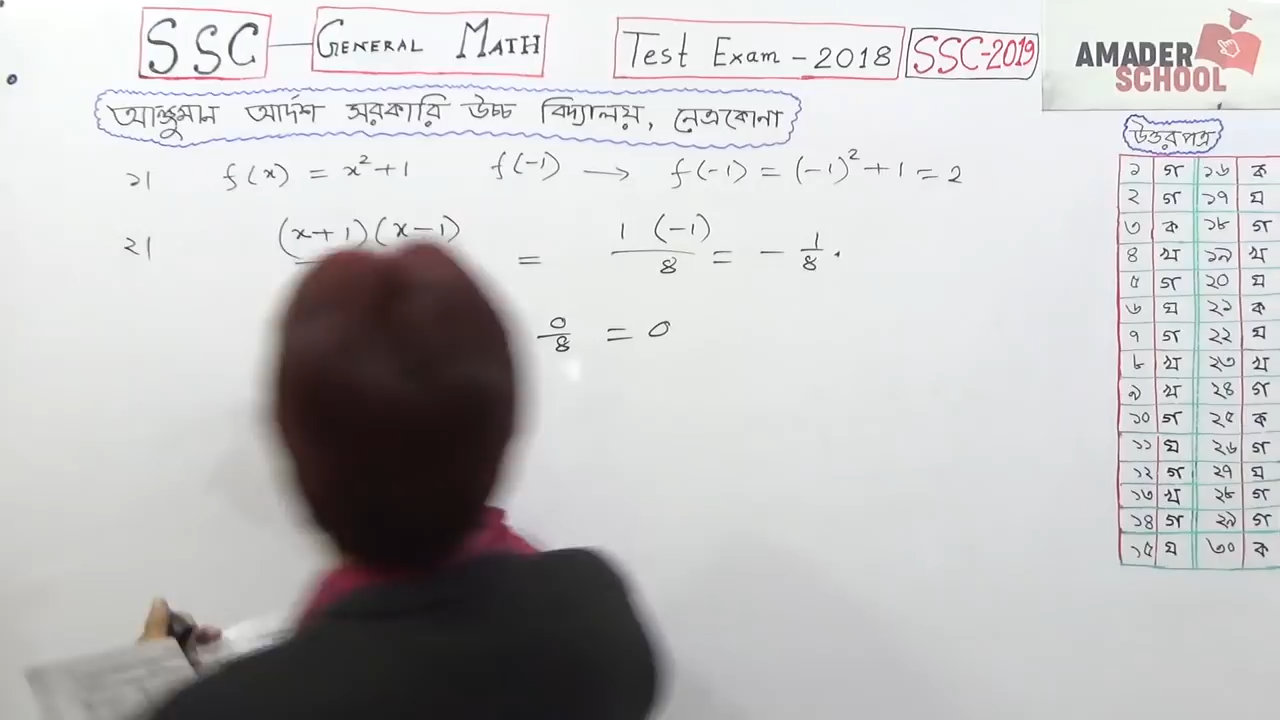 SSC — GENERAL MATH Test Exam - 2018 SSC-2019
AMADER
SCHOOL
আঞ্জুমান আদর্শ সরকারি উচ্চ বিদ্যালয়, নেত্রকোনা
উত্তরপত্র
১। f(x) = x² + 1 f(-1) → f(-1) = (-1)² + 1 = 2
২। (x+1)(x-1) = 1 (-1) / 8 = - 1/8 .
0/8 = 0
১ গ ১৬ ক
২ গ ১৭ ঘ
৩ ক ১৮ গ
৪ খ ১৯ খ
৫ গ ২০ ঘ
৬ ঘ ২১ ক
৭ গ ২২ ঘ
৮ খ ২৩ খ
৯ খ ২৪ গ
১০ গ ২৫ ক
১১ ঘ ২৬ গ
১২ গ ২৭ ঘ
১৩ খ ২৮ গ
১৪ গ ২৯ গ
১৫ ঘ ৩০ ক